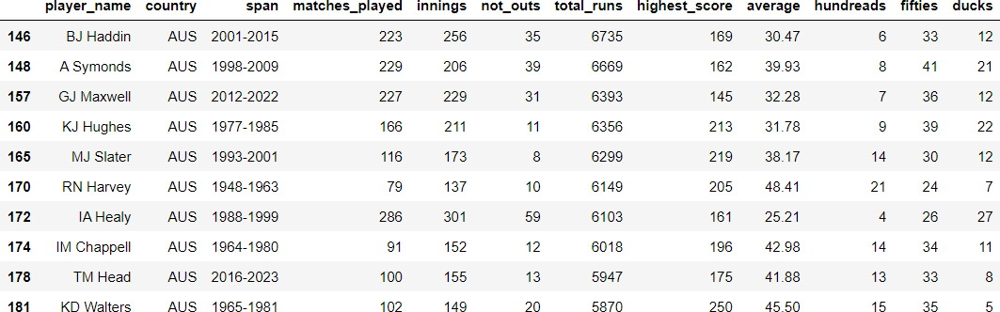 player_name country span matches_played innings not_outs total_runs highest_score average hundreads fifties ducks
146 BJ Haddin AUS 2001-2015 223 256 35 6735 169 30.47 6 33 12
148 A Symonds AUS 1998-2009 229 206 39 6669 162 39.93 8 41 21
157 GJ Maxwell AUS 2012-2022 227 229 31 6393 145 32.28 7 36 12
160 KJ Hughes AUS 1977-1985 166 211 11 6356 213 31.78 9 39 22
165 MJ Slater AUS 1993-2001 116 173 8 6299 219 38.17 14 30 12
170 RN Harvey AUS 1948-1963 79 137 10 6149 205 48.41 21 24 7
172 IA Healy AUS 1988-1999 286 301 59 6103 161 25.21 4 26 27
174 IM Chappell AUS 1964-1980 91 152 12 6018 196 42.98 14 34 11
178 TM Head AUS 2016-2023 100 155 13 5947 175 41.88 13 33 8
181 KD Walters AUS 1965-1981 102 149 20 5870 250 45.50 15 35 5